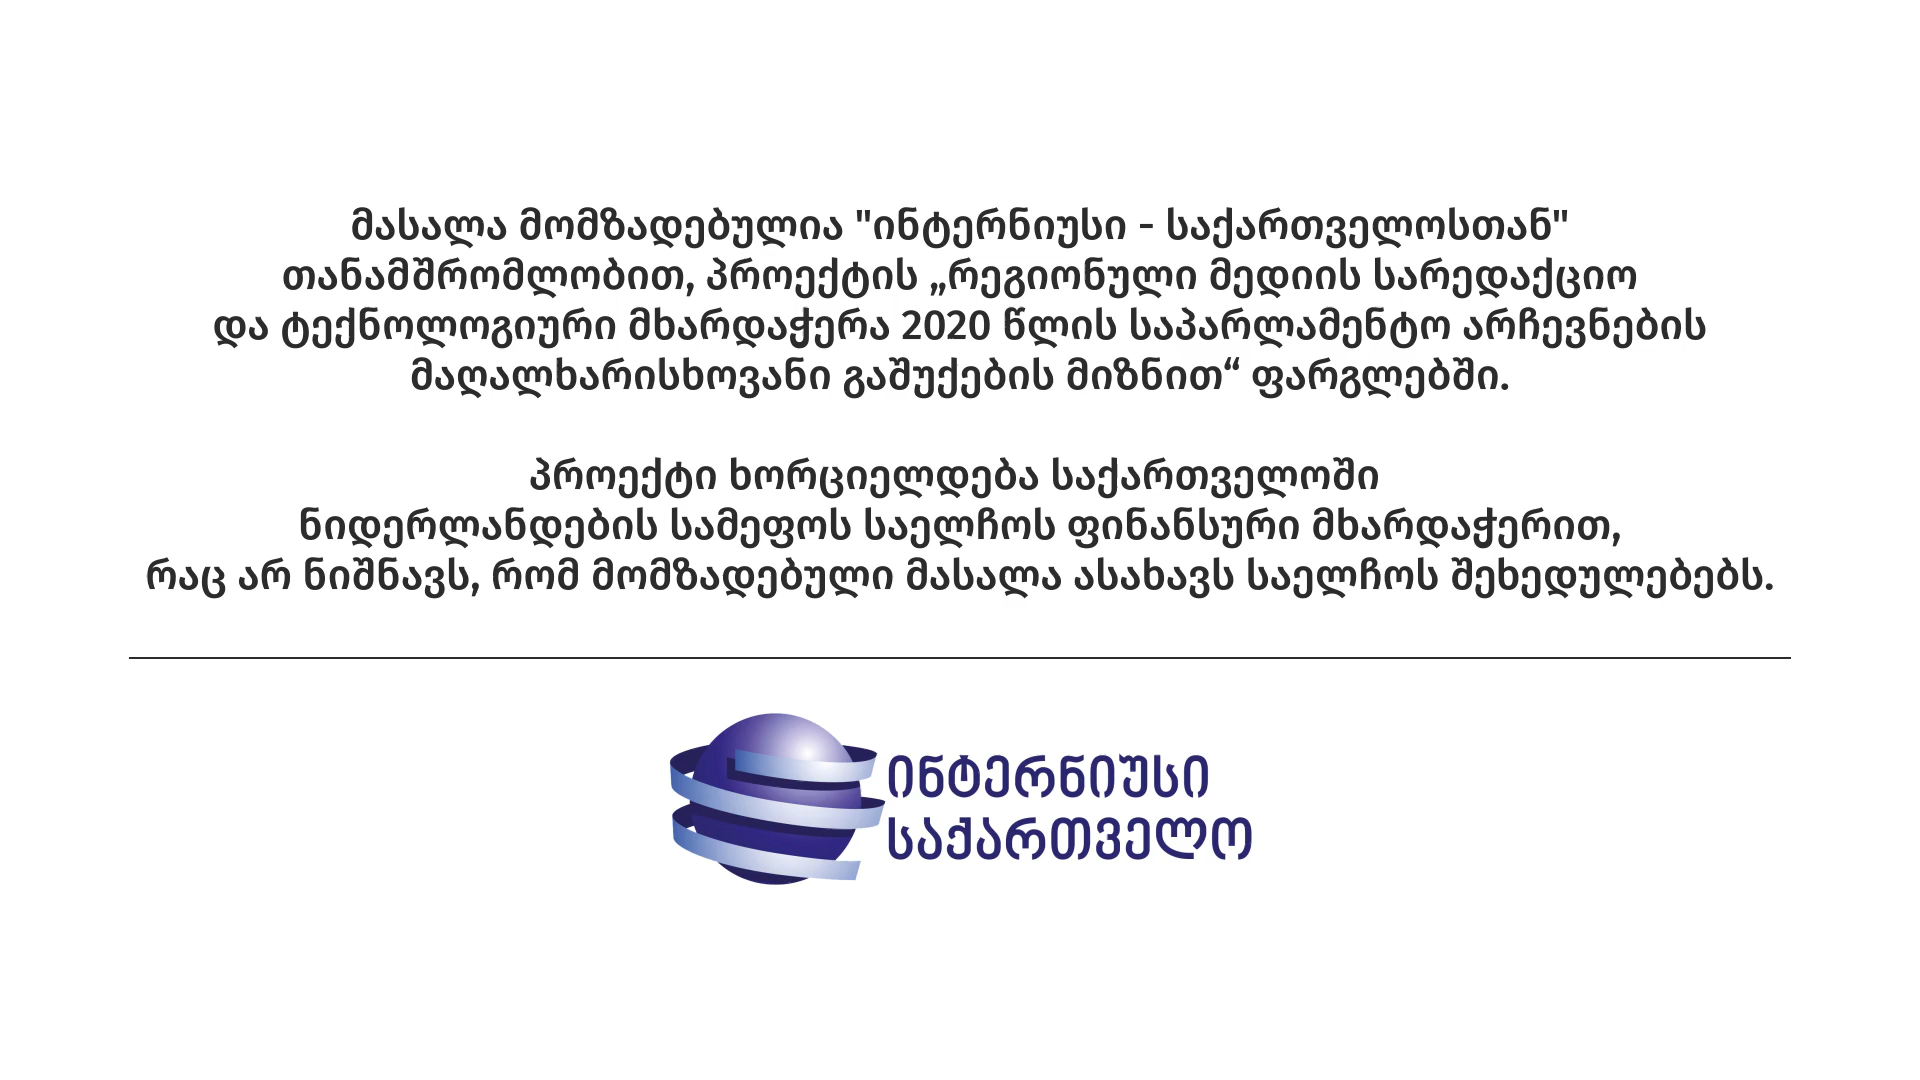 მასალა მომზადებულია "ინტერნიუსი - საქართველოსთან"
თანამშრომლობით, პროექტის „რეგიონული მედიის სარედაქციო
და ტექნოლოგიური მხარდაჭერა 2020 წლის საპარლამენტო არჩევნების
მაღალხარისხოვანი გაშუქების მიზნით“ ფარგლებში.
პროექტი ხორციელდება საქართველოში
ნიდერლანდების სამეფოს საელჩოს ფინანსური მხარდაჭერით,
რაც არ ნიშნავს, რომ მომზადებული მასალა ასახავს საელჩოს შეხედულებებს.
ინტერნიუსი
საქართველო